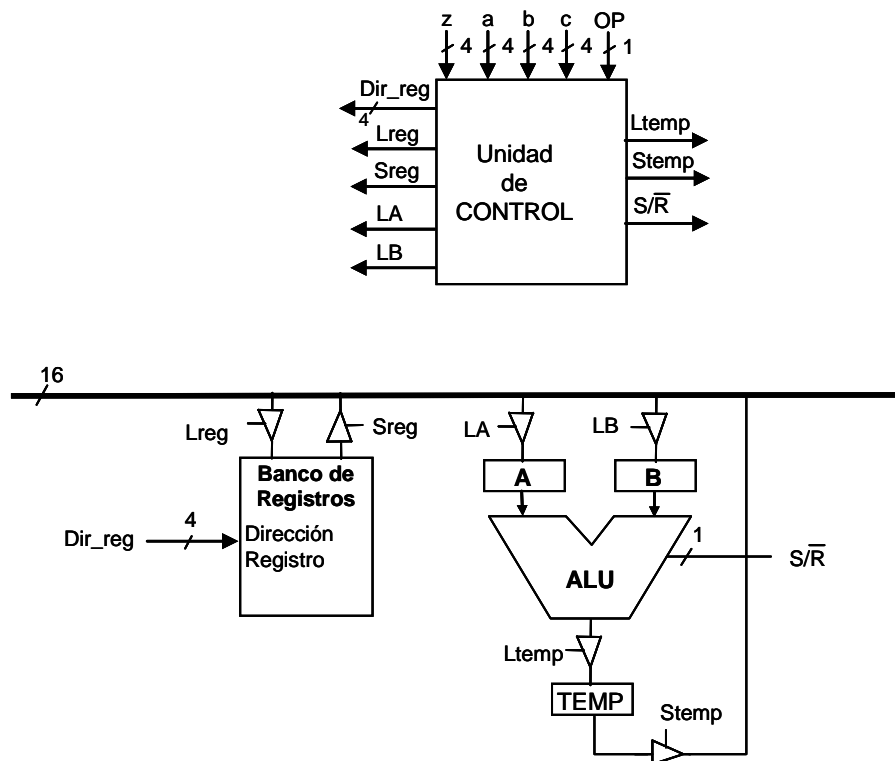 z a b c OP
4 4 4 4 1
Dir_reg
4
Lreg
Sreg
LA
LB
Unidad
de
CONTROL
Ltemp
Stemp
S/R̅
16
Lreg
Sreg
LA
LB
Banco de
Registros
Dirección
Registro
Dir_reg
4
A
B
ALU
1
S/R̅
Ltemp
TEMP
Stemp